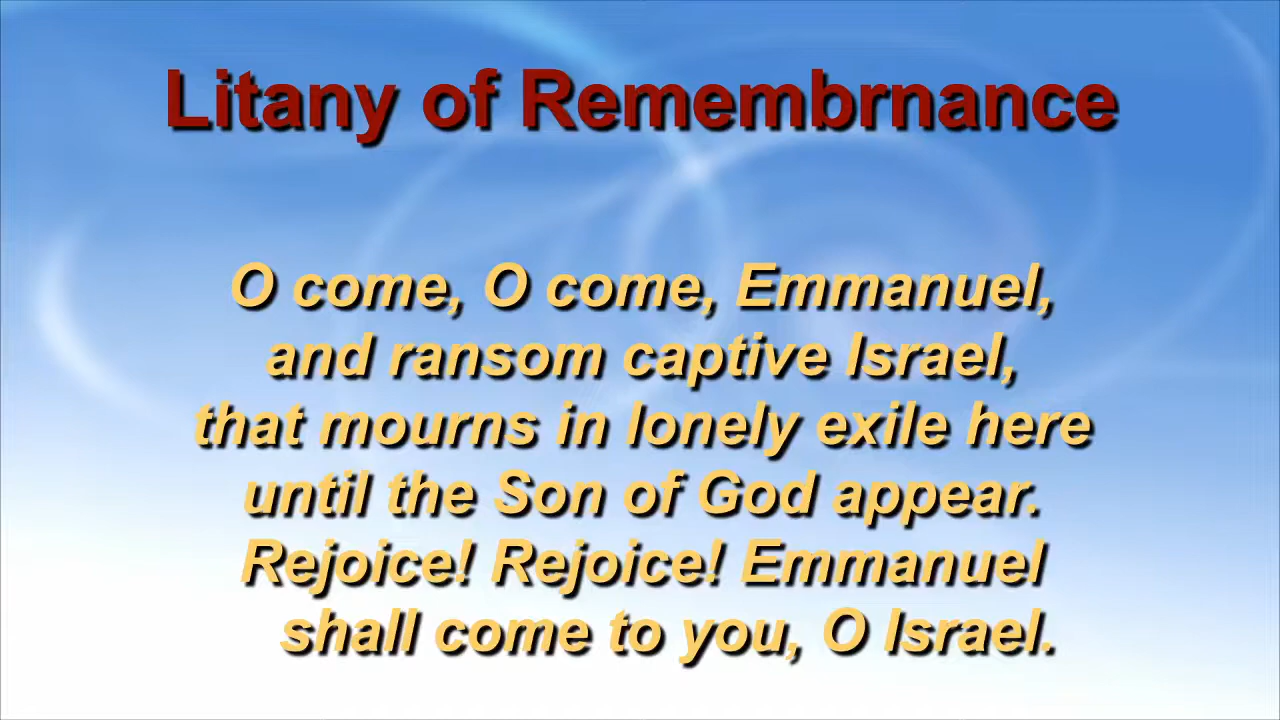 Litany of Remembrnance
O come, O come, Emmanuel,
and ransom captive Israel,
that mourns in lonely exile here
until the Son of God appear.
Rejoice! Rejoice! Emmanuel
shall come to you, O Israel.